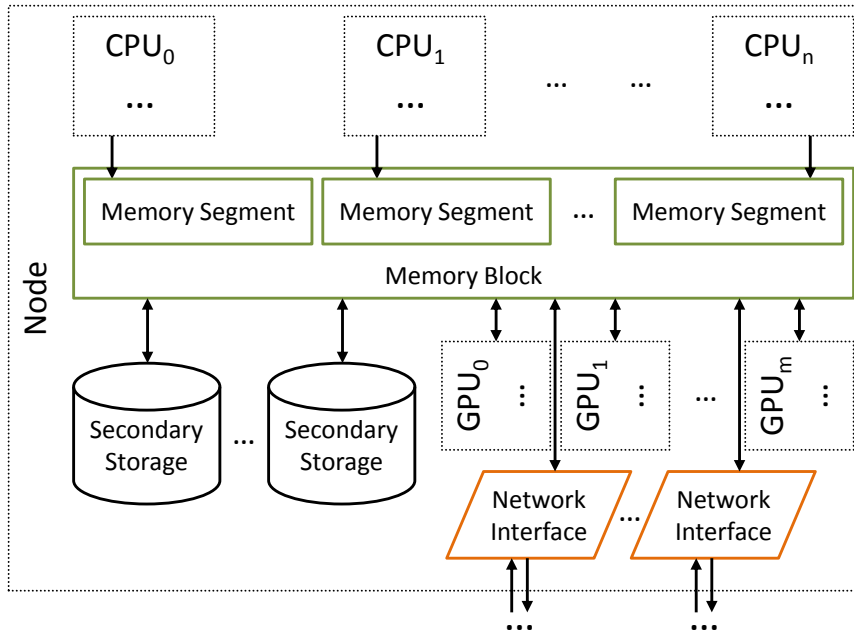 CPU₀
CPU₁
CPUₙ
...
...
...
...
...
Memory Segment
Memory Segment
...
Memory Segment
Memory Block
Node
GPU₀
...
GPU₁
...
...
GPUₘ
...
Secondary
Storage
...
Secondary
Storage
Network
Interface
...
Network
Interface
...
...